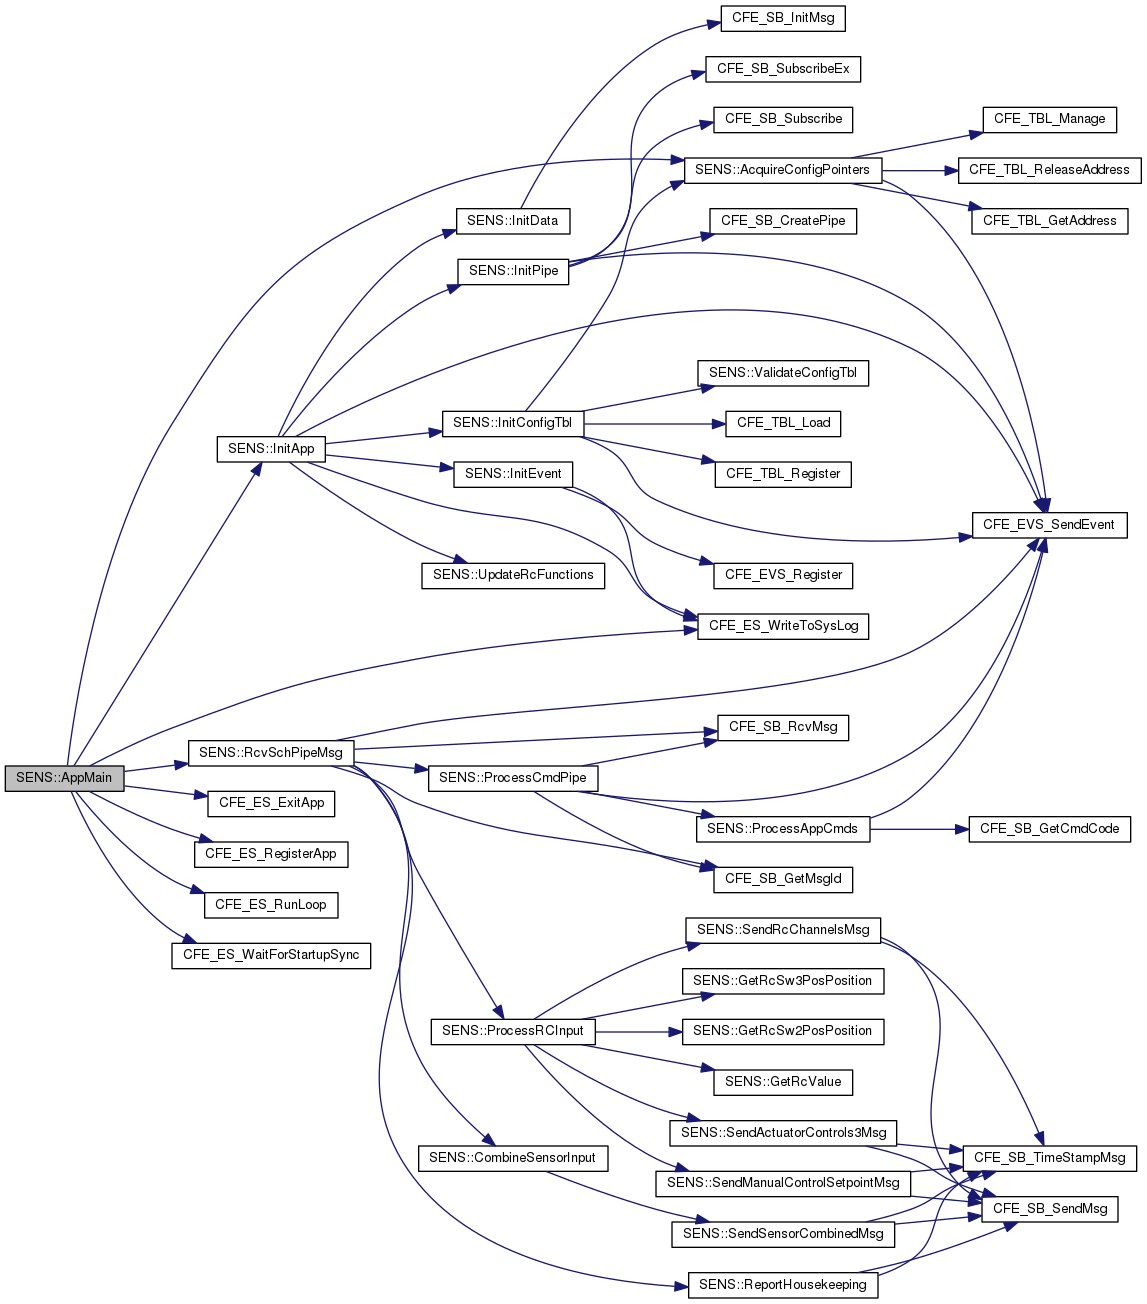 CFE_SB_InitMsg
CFE_SB_SubscribeEx
CFE_SB_Subscribe
CFE_TBL_Manage
SENS::AcquireConfigPointers
CFE_TBL_ReleaseAddress
SENS::InitData
CFE_SB_CreatePipe
CFE_TBL_GetAddress
SENS::InitPipe
SENS::ValidateConfigTbl
SENS::InitConfigTbl
CFE_TBL_Load
SENS::InitApp
SENS::InitEvent
CFE_TBL_Register
CFE_EVS_SendEvent
SENS::UpdateRcFunctions
CFE_EVS_Register
CFE_ES_WriteToSysLog
CFE_SB_RcvMsg
SENS::RcvSchPipeMsg
SENS::AppMain
SENS::ProcessCmdPipe
CFE_ES_ExitApp
SENS::ProcessAppCmds
CFE_SB_GetCmdCode
CFE_ES_RegisterApp
CFE_SB_GetMsgId
CFE_ES_RunLoop
SENS::SendRcChannelsMsg
CFE_ES_WaitForStartupSync
SENS::GetRcSw3PosPosition
SENS::ProcessRCInput
SENS::GetRcSw2PosPosition
SENS::GetRcValue
SENS::SendActuatorControls3Msg
SENS::CombineSensorInput
CFE_SB_TimeStampMsg
SENS::SendManualControlSetpointMsg
CFE_SB_SendMsg
SENS::SendSensorCombinedMsg
SENS::ReportHousekeeping